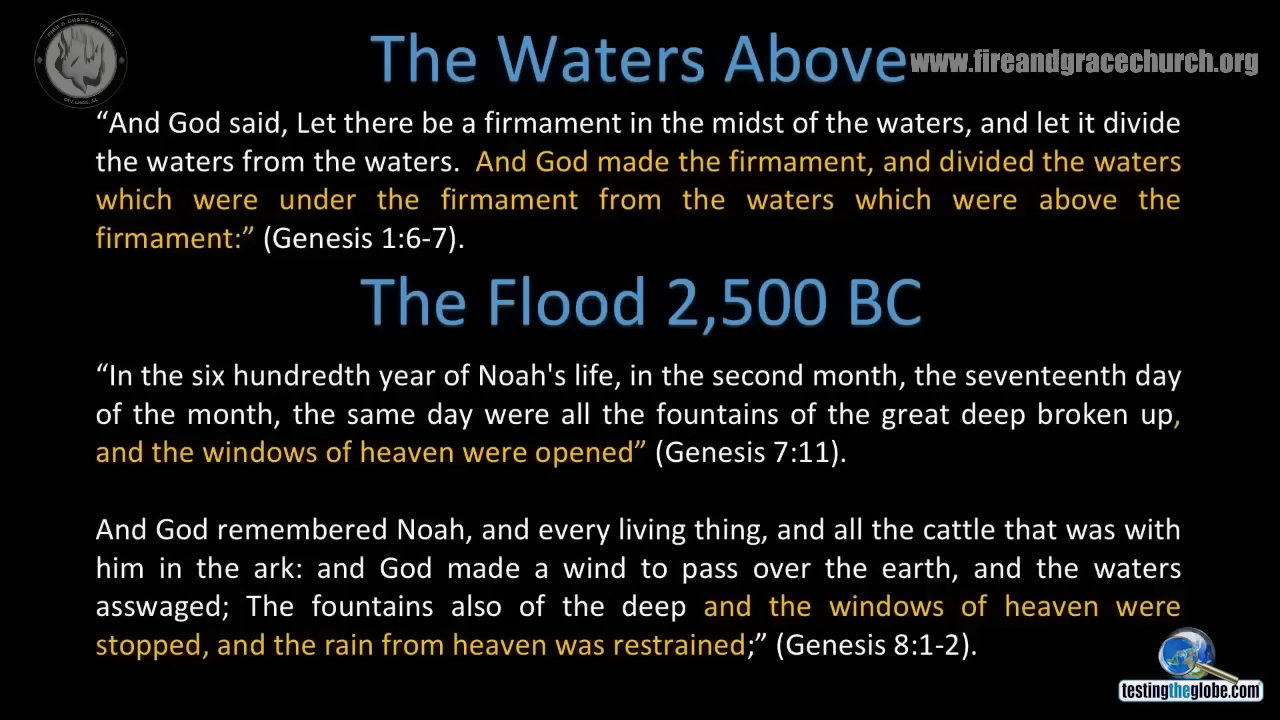 FIRE & GRACE CHURCH
The Waters Above
www.fireandgracechurch.org
“And God said, Let there be a firmament in the midst of the waters, and let it divide
the waters from the waters. And God made the firmament, and divided the waters
which were under the firmament from the waters which were above the
firmament:” (Genesis 1:6-7).
The Flood 2,500 BC
“In the six hundredth year of Noah's life, in the second month, the seventeenth day
of the month, the same day were all the fountains of the great deep broken up,
and the windows of heaven were opened” (Genesis 7:11).
And God remembered Noah, and every living thing, and all the cattle that was with
him in the ark: and God made a wind to pass over the earth, and the waters
asswaged; The fountains also of the deep and the windows of heaven were
stopped, and the rain from heaven was restrained;” (Genesis 8:1-2).
testingtheglobe.com